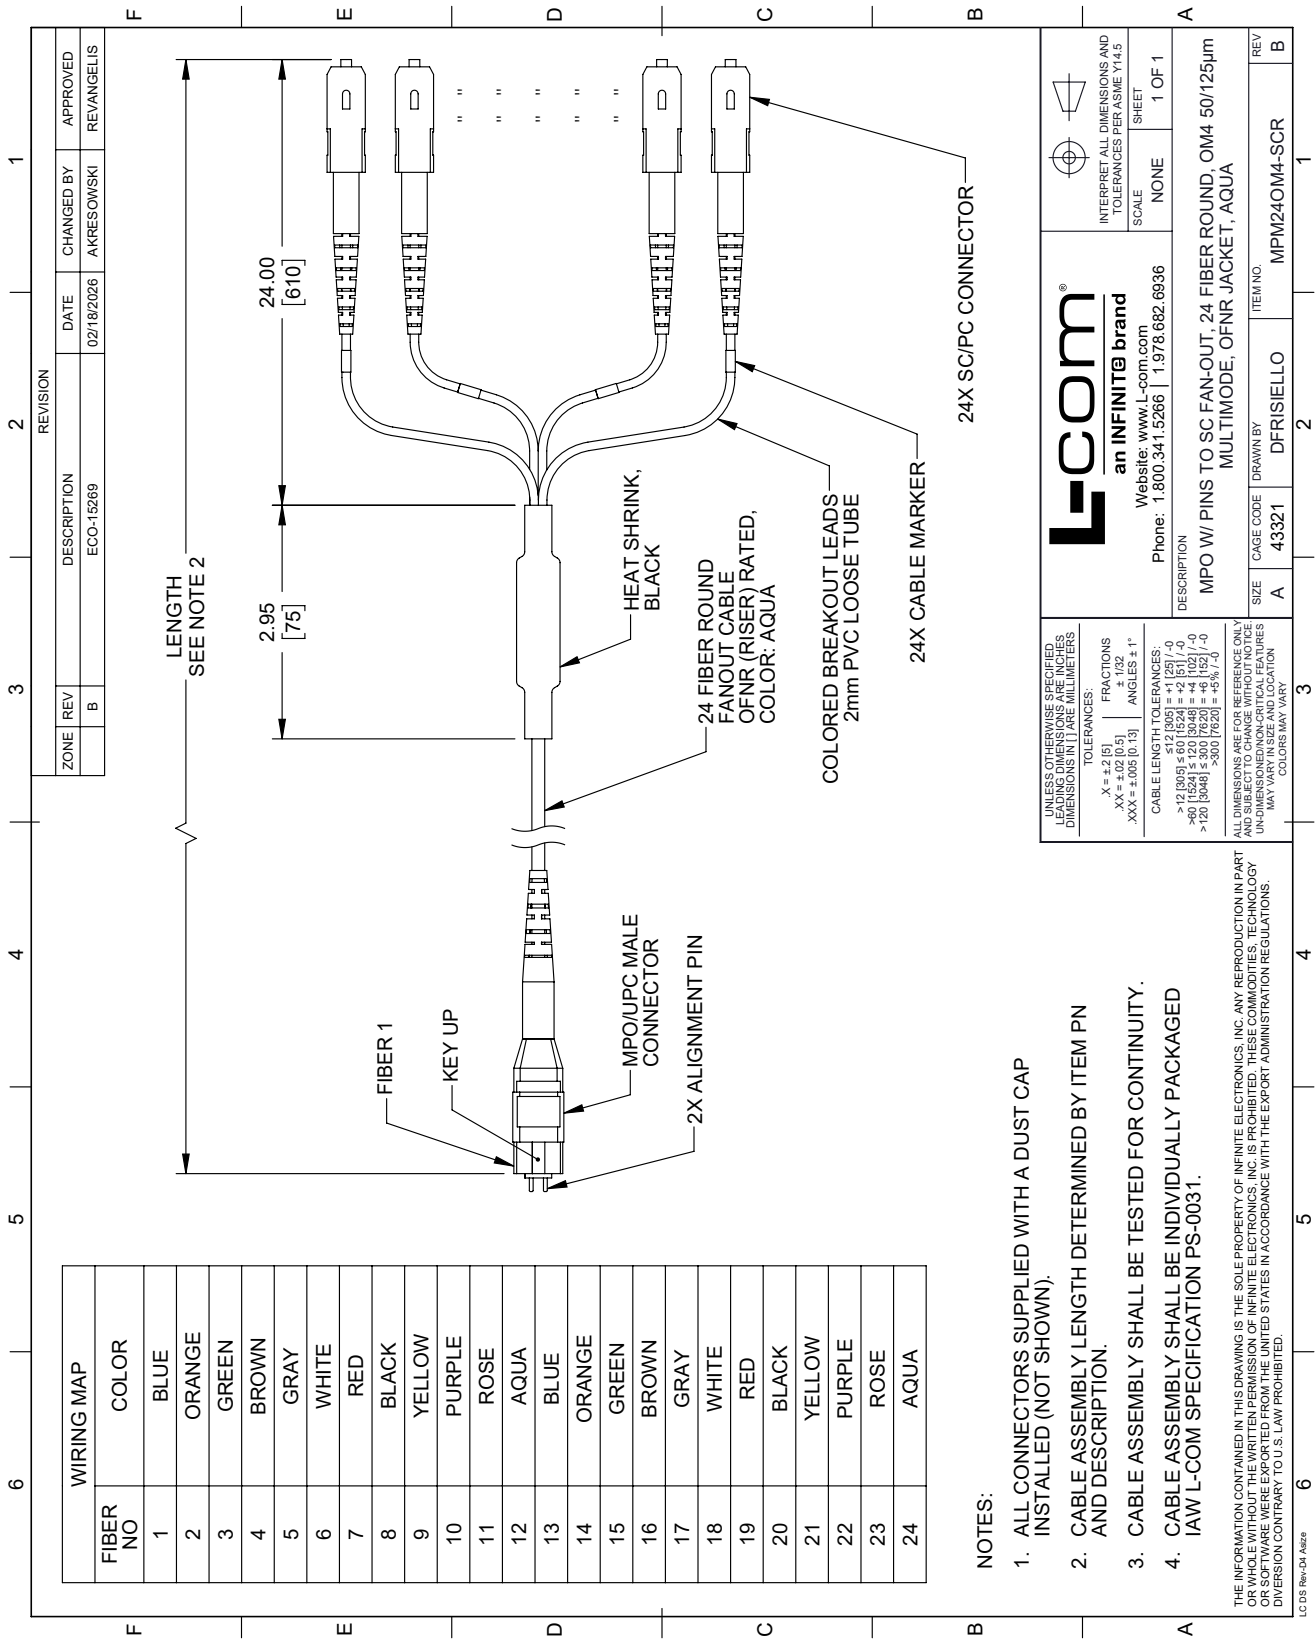 6
5
4
3
2
1
F
E
D
C
B
A
REVISION
ZONE REV DESCRIPTION DATE CHANGED BY APPROVED
B ECO-15269 02/18/2026 AKRESOWSKI REVANGELIS
WIRING MAP
FIBER NO COLOR
1 BLUE
2 ORANGE
3 GREEN
4 BROWN
5 GRAY
6 WHITE
7 RED
8 BLACK
9 YELLOW
10 PURPLE
11 ROSE
12 AQUA
13 BLUE
14 ORANGE
15 GREEN
16 BROWN
17 GRAY
18 WHITE
19 RED
20 BLACK
21 YELLOW
22 PURPLE
23 ROSE
24 AQUA
LENGTH
SEE NOTE 2
2.95
[75]
24.00
[610]
FIBER 1
KEY UP
MPO/UPC MALE
CONNECTOR
2X ALIGNMENT PIN
HEAT SHRINK,
BLACK
24 FIBER ROUND
FANOUT CABLE
OFNR (RISER) RATED,
COLOR: AQUA
COLORED BREAKOUT LEADS
2mm PVC LOOSE TUBE
24X CABLE MARKER
24X SC/PC CONNECTOR
" "
" "
" "
" "
" "
NOTES:
1. ALL CONNECTORS SUPPLIED WITH A DUST CAP
INSTALLED (NOT SHOWN).
2. CABLE ASSEMBLY LENGTH DETERMINED BY ITEM PN
AND DESCRIPTION.
3. CABLE ASSEMBLY SHALL BE TESTED FOR CONTINUITY.
4. CABLE ASSEMBLY SHALL BE INDIVIDUALLY PACKAGED
IAW L-COM SPECIFICATION PS-0031.
THE INFORMATION CONTAINED IN THIS DRAWING IS THE SOLE PROPERTY OF INFINITE ELECTRONICS, INC. ANY REPRODUCTION IN PART
OR WHOLE WITHOUT THE WRITTEN PERMISSION OF INFINITE ELECTRONICS, INC. IS PROHIBITED. THESE COMMODITIES, TECHNOLOGY
OR SOFTWARE WERE EXPORTED FROM THE UNITED STATES IN ACCORDANCE WITH THE EXPORT ADMINISTRATION REGULATIONS.
DIVERSION CONTRARY TO U.S. LAW PROHIBITED.
UNLESS OTHERWISE SPECIFIED
LEADING DIMENSIONS ARE INCHES
DIMENSIONS IN [ ] ARE MILLIMETERS
TOLERANCES:
.X = ±.2 [5] FRACTIONS
.XX = ±.02 [0.5] ± 1/32
.XXX = ±.005 [0.13] ANGLES ± 1°
CABLE LENGTH TOLERANCES:
≤12 [305] = +1 [25] / -0
>12 [305] ≤ 60 [1524] = +2 [51] / -0
>60 [1524] ≤ 120 [3048] = +4 [102] / -0
>120 [3048] ≤ 300 [7620] = +6 [152] / -0
>300 [7620] = +5% / -0
ALL DIMENSIONS ARE FOR REFERENCE ONLY
AND SUBJECT TO CHANGE WITHOUT NOTICE.
UN-DIMENSIONED/NON-CRITICAL FEATURES
MAY VARY IN SIZE AND LOCATION
COLORS MAY VARY
L-com®
an INFINITE brand
Website: www.L-com.com
Phone: 1.800.341.5266 | 1.978.682.6936
INTERPRET ALL DIMENSIONS AND
TOLERANCES PER ASME Y14.5
SCALE NONE
SHEET 1 OF 1
DESCRIPTION
MPO W/ PINS TO SC FAN-OUT, 24 FIBER ROUND, OM4 50/125µm
MULTIMODE, OFNR JACKET, AQUA
SIZE A
CAGE CODE 43321
DRAWN BY DFRISIELLO
ITEM NO. MPM24OM4-SCR
REV B
F
E
D
C
B
A
6
5
4
3
2
1
LC DS Rev-D4 Asize